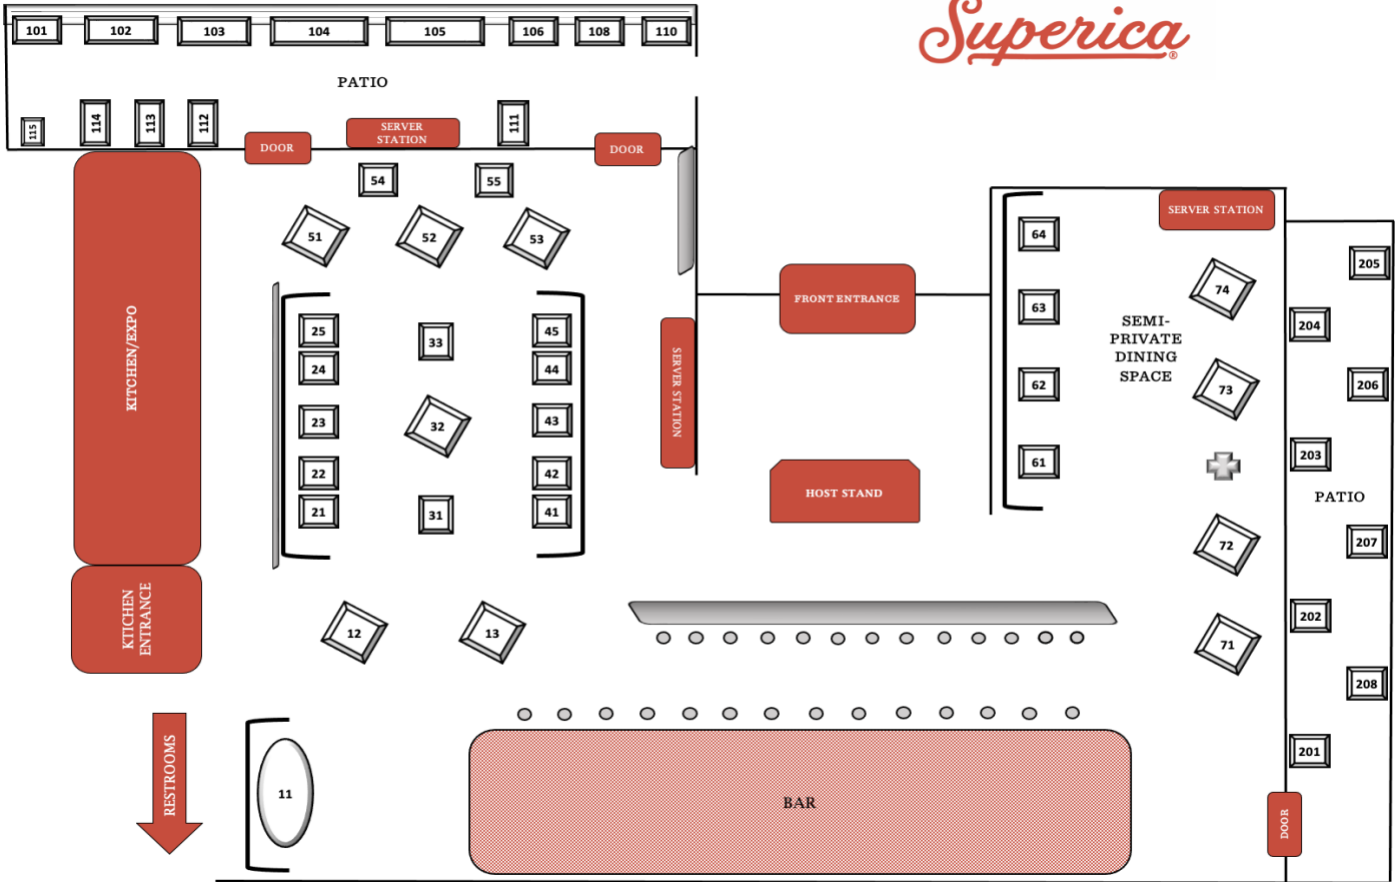 Superica®
101
102
103
104
105
106
108
110
PATIO
115
114
113
112
111
DOOR
SERVER
STATION
DOOR
54
55
51
52
53
KITCHEN/EXPO
25
24
23
22
21
33
32
31
45
44
43
42
41
SERVER STATION
FRONT ENTRANCE
HOST STAND
64
63
62
61
SERVER STATION
SEMI-
PRIVATE
DINING
SPACE
74
73
72
71
205
204
206
203
PATIO
207
202
208
201
DOOR
KTICHEN
ENTRANCE
12
13
RESTROOMS
11
BAR